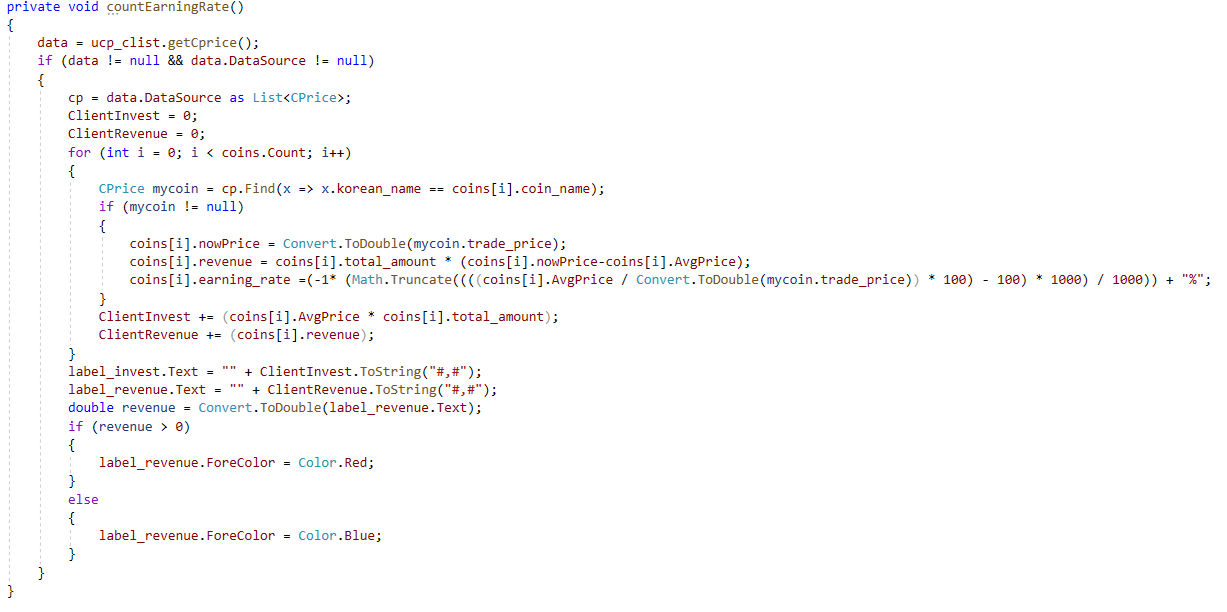 private void countEarningRate()
{
data = ucp_clist.getCprice();
if (data != null && data.DataSource != null)
{
cp = data.DataSource as List<CPrice>;
ClientInvest = 0;
ClientRevenue = 0;
for (int i = 0; i < coins.Count; i++)
{
CPrice mycoin = cp.Find(x => x.korean_name == coins[i].coin_name);
if (mycoin != null)
{
coins[i].nowPrice = Convert.ToDouble(mycoin.trade_price);
coins[i].revenue = coins[i].total_amount * (coins[i].nowPrice-coins[i].AvgPrice);
coins[i].earning_rate =(-1* (Math.Truncate((((coins[i].AvgPrice / Convert.ToDouble(mycoin.trade_price)) * 100) - 100) * 1000) / 1000)) + "%";
}
ClientInvest += (coins[i].AvgPrice * coins[i].total_amount);
ClientRevenue += (coins[i].revenue);
}
label_invest.Text = "" + ClientInvest.ToString("#,#");
label_revenue.Text = "" + ClientRevenue.ToString("#,#");
double revenue = Convert.ToDouble(label_revenue.Text);
if (revenue > 0)
{
label_revenue.ForeColor = Color.Red;
}
else
{
label_revenue.ForeColor = Color.Blue;
}
}
}